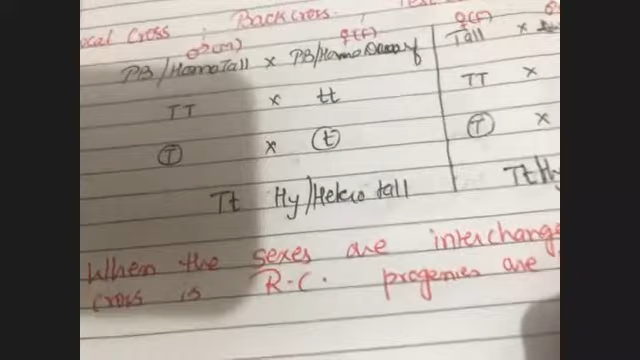 ocal Cross, Backcross,
♂(M) ♀(F) ♀(F)
PB/Homo Tall × PB/Homo Dwarf Tall ×
TT × tt TT ×
T × t T ×
Tt Hy/Hetero tall Tt Hy
When the sexes are interchang
cross is R.C. progenies are